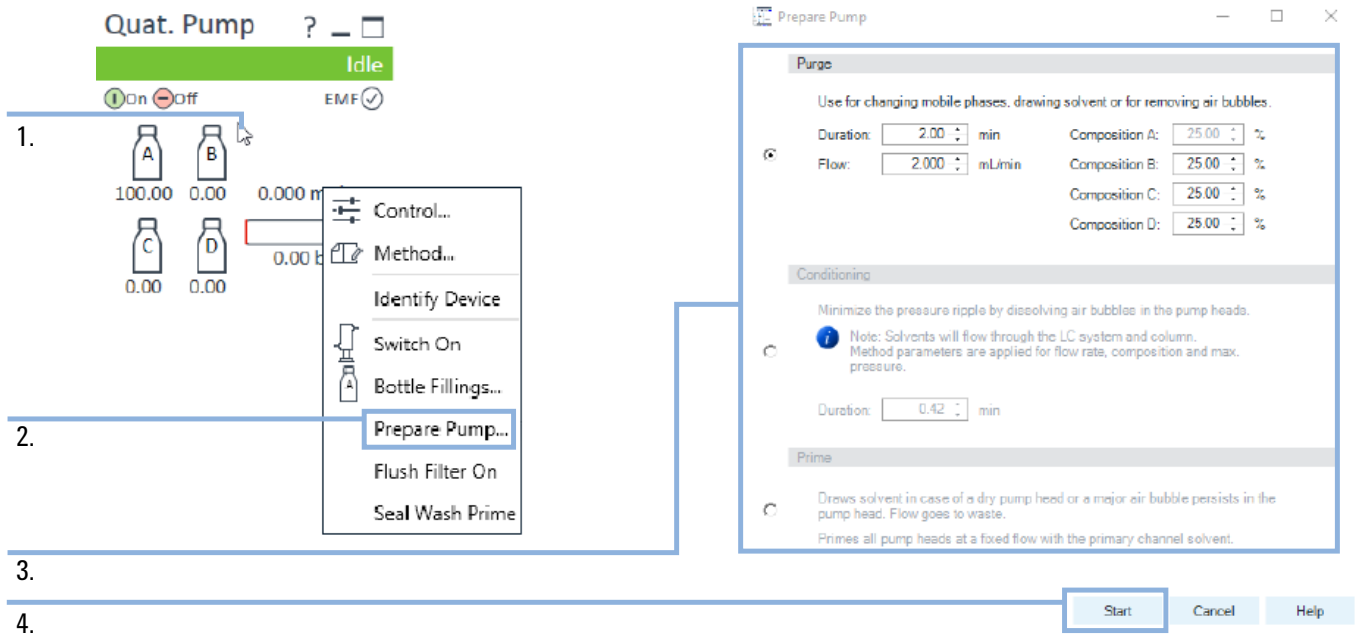 Quat. Pump ? _
Idle
On Off EMF
1.
A B
100.00 0.00 0.000 m
C D
0.00 b
0.00 0.00
Control...
Method...
Identify Device
Switch On
A Bottle Fillings...
2.
Prepare Pump...
Flush Filter On
Seal Wash Prime
3.
4.
Prepare Pump
Purge
Use for changing mobile phases, drawing solvent or for removing air bubbles.
Duration: 2.00 min Composition A: 25.00 %
Flow: 2.000 mL/min Composition B: 25.00 %
Composition C: 25.00 %
Composition D: 25.00 %
Conditioning
Minimize the pressure ripple by dissolving air bubbles in the pump heads.
i Note: Solvents will flow through the LC system and column.
Method parameters are applied for flow rate, composition and max.
pressure.
Duration: 0.42 min
Prime
Draws solvent in case of a dry pump head or a major air bubble persists in the
pump head. Flow goes to waste.
Primes all pump heads at a fixed flow with the primary channel solvent.
Start Cancel Help